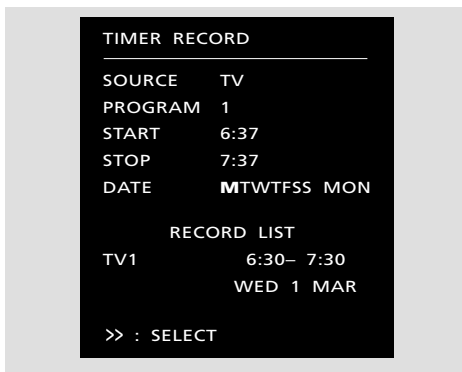 TIMER RECORD
SOURCE TV
PROGRAM 1
START 6:37
STOP 7:37
DATE MTWTFSS MON
RECORD LIST
TV1 6:30– 7:30
WED 1 MAR
>> : SELECT